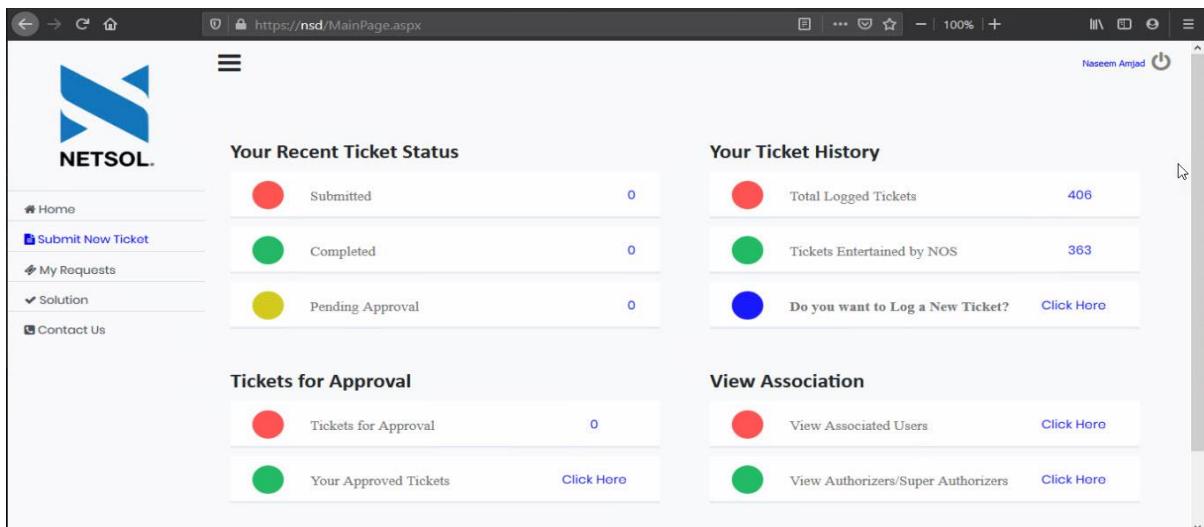 https://nsd/MainPage.aspx
100%
Naseem Amjad
NETSOL.
Home
Submit New Ticket
My Requests
Solution
Contact Us
Your Recent Ticket Status
Submitted 0
Completed 0
Pending Approval 0
Your Ticket History
Total Logged Tickets 406
Tickets Entertained by NOS 363
Do you want to Log a New Ticket? Click Here
Tickets for Approval
Tickets for Approval 0
Your Approved Tickets Click Here
View Association
View Associated Users Click Here
View Authorizers/Super Authorizers Click Here